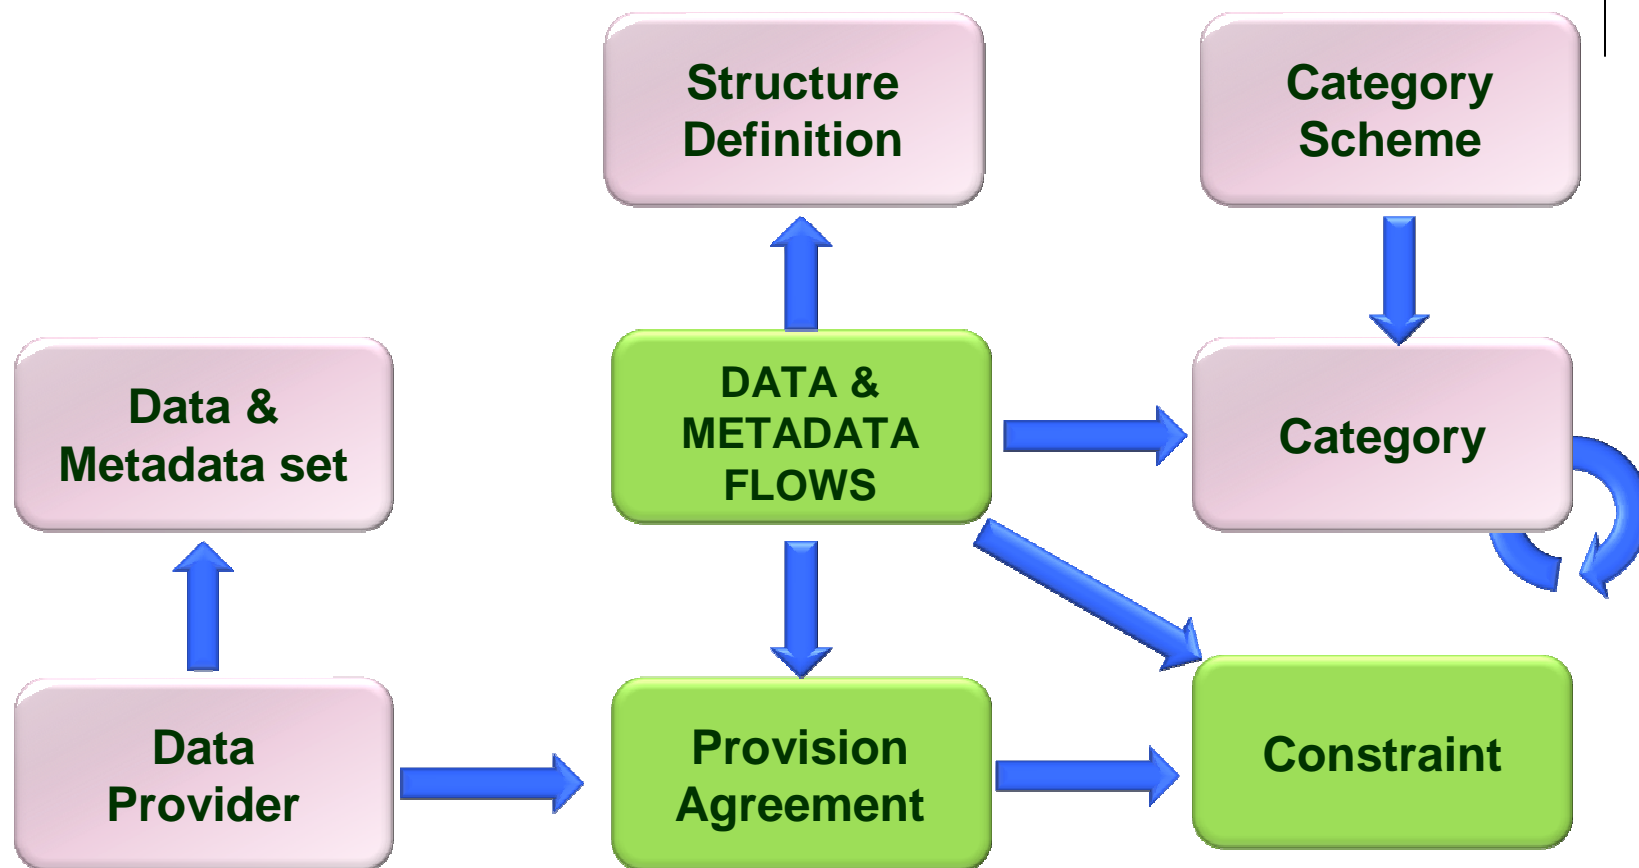 Structure
Definition
Category
Scheme
Data &
Metadata set
DATA &
METADATA
FLOWS
Category
Data
Provider
Provision
Agreement
Constraint